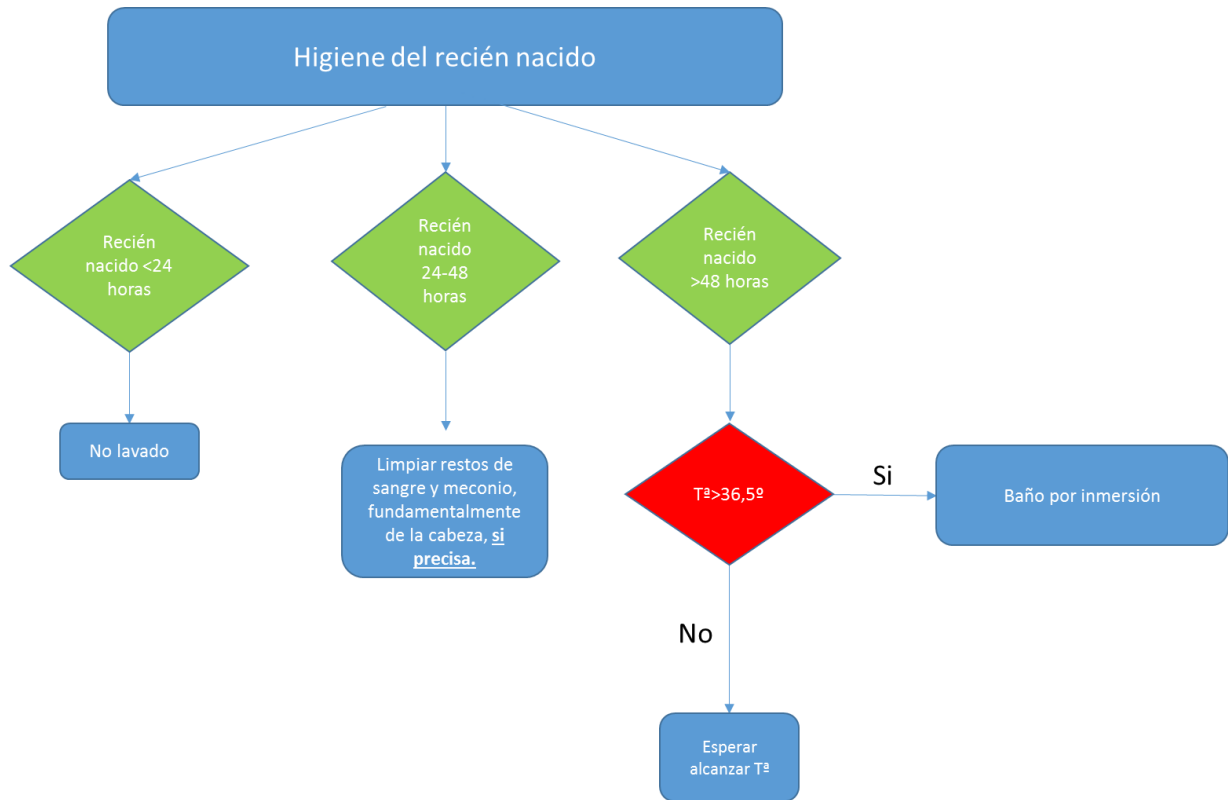 Higiene del recién nacido
Recién
nacido <24
horas
Recién
nacido
24-48
horas
Recién
nacido
>48 horas
No lavado
Limpiar restos de
sangre y meconio,
fundamentalmente
de la cabeza, si
precisa.
Tª>36,5º
Si
Baño por inmersión
No
Esperar
alcanzar Tª